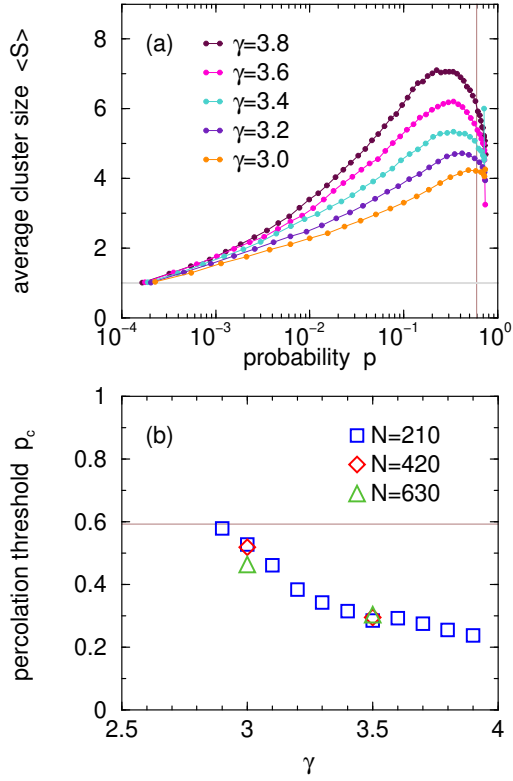 (a)
γ=3.8
γ=3.6
γ=3.4
γ=3.2
γ=3.0
average cluster size <S>
8
6
4
2
0
10⁻⁴ 10⁻³ 10⁻² 10⁻¹ 10⁰
probability p
(b)
N=210
N=420
N=630
percolation threshold p_c
1
0.8
0.6
0.4
0.2
0
2.5 3 3.5 4
γ